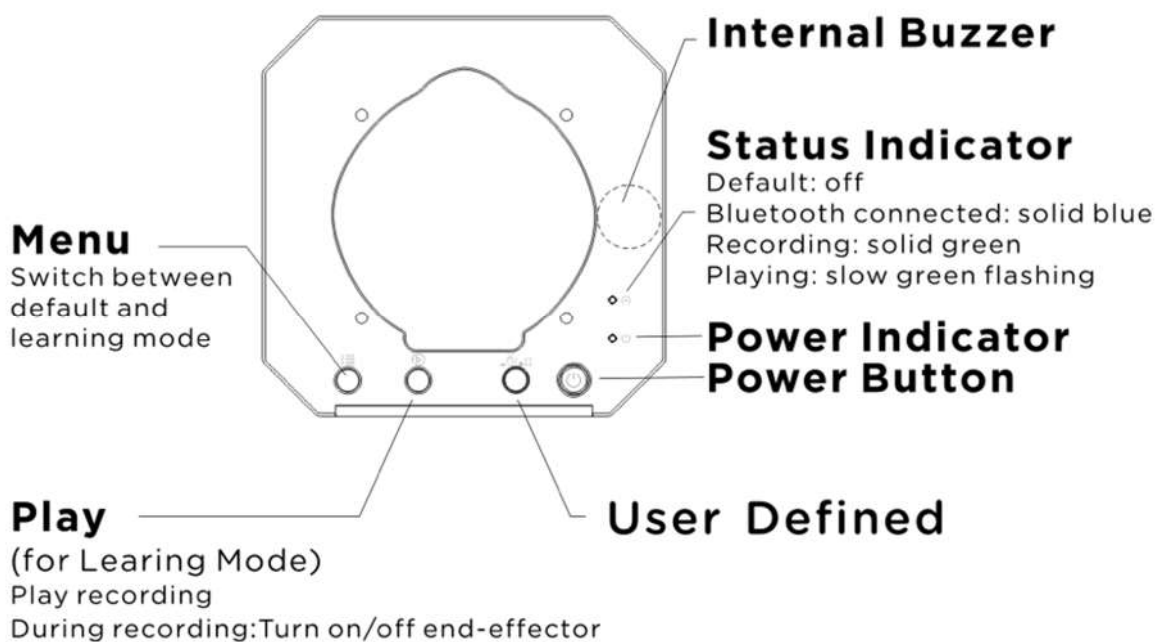 Internal Buzzer
Status Indicator
Default: off
Bluetooth connected: solid blue
Recording: solid green
Playing: slow green flashing
Menu
Switch between
default and
learning mode
Power Indicator
Power Button
Play
(for Learing Mode)
Play recording
During recording:Turn on/off end-effector
User Defined